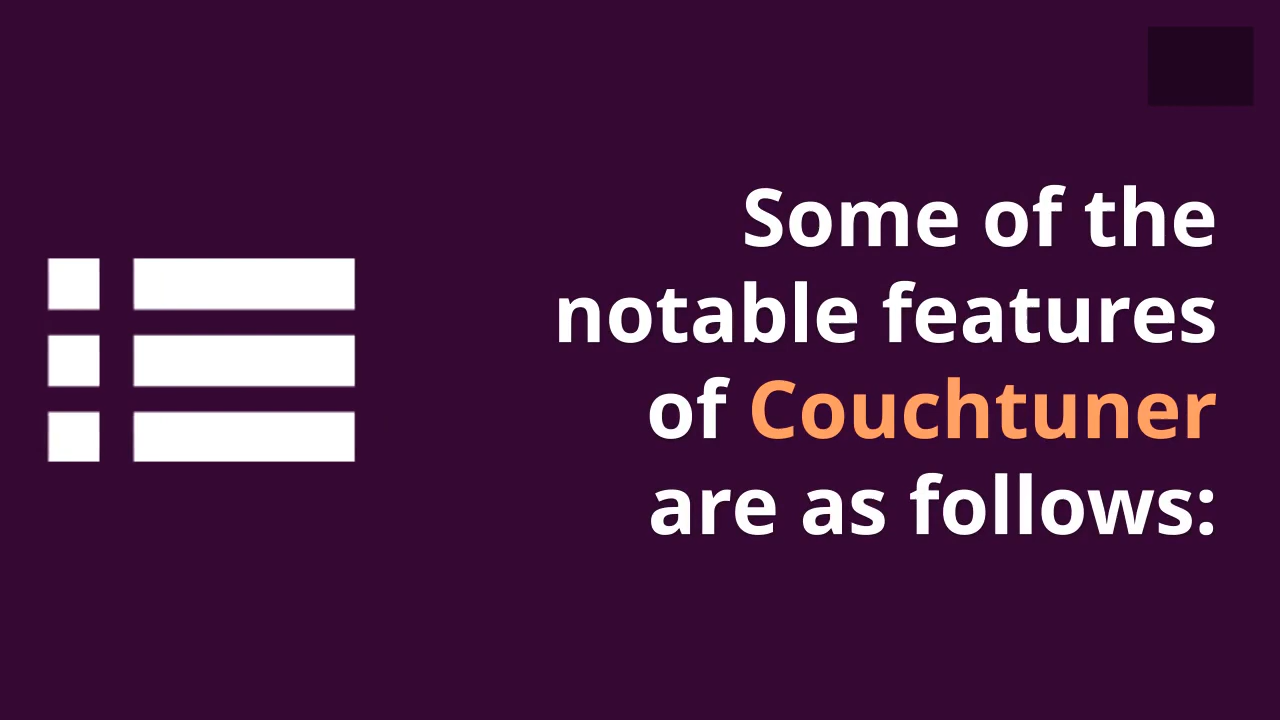 Some of the
notable features
of Couchtuner
are as follows: